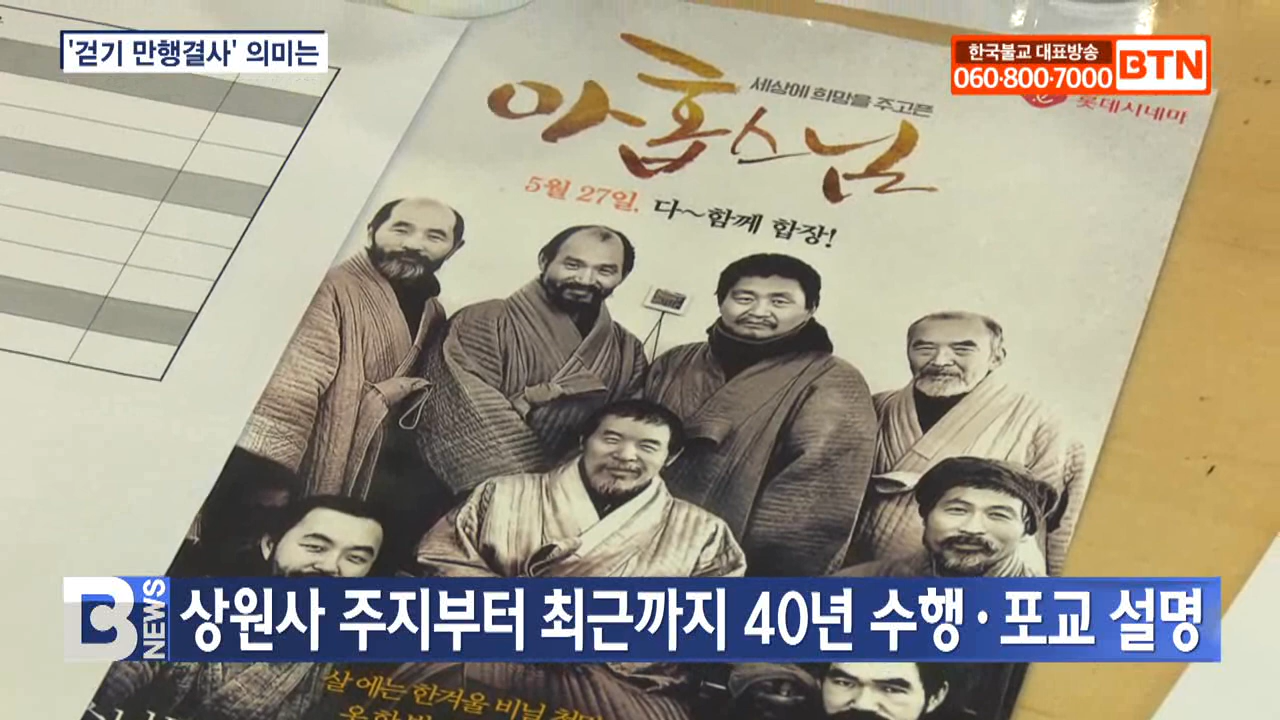 '걷기 만행결사' 의미는
한국불교 대표방송
060·800·7000
BTN
롯데시네마
세상에 희망을 주고픈
아홉스님
5월 27일, 다~함께 합장!
B NEWS
상원사 주지부터 최근까지 40년 수행·포교 설명
살 에는 한겨울 비닐